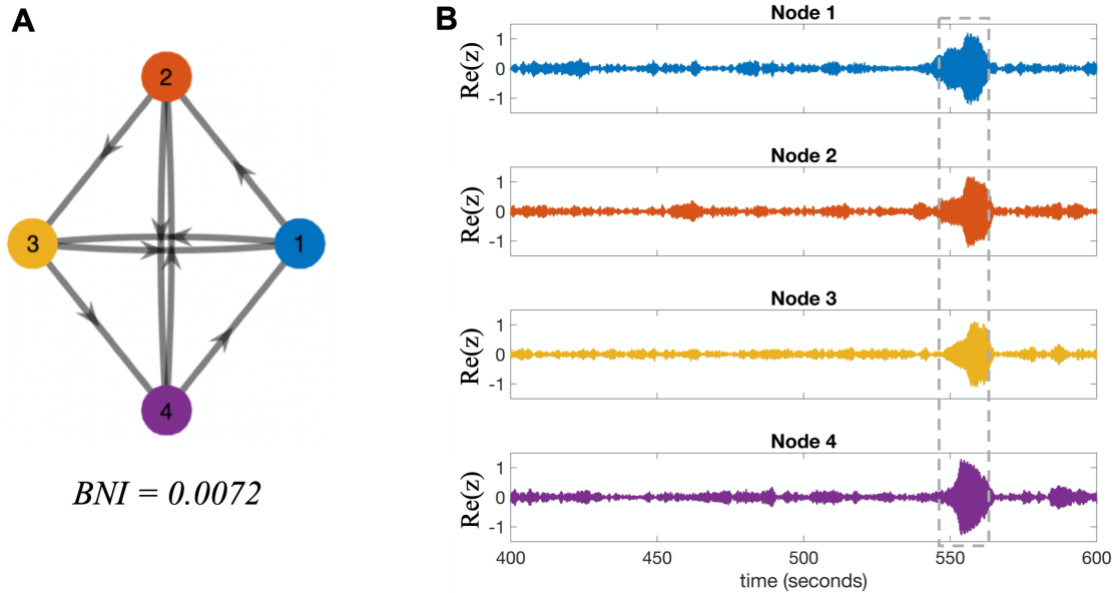 A
2
3
1
4
BNI = 0.0072
B
Node 1
Re(z)
1
0
-1
Node 2
Re(z)
1
0
-1
Node 3
Re(z)
1
0
-1
Node 4
Re(z)
1
0
-1
400 450 500 550 600
time (seconds)